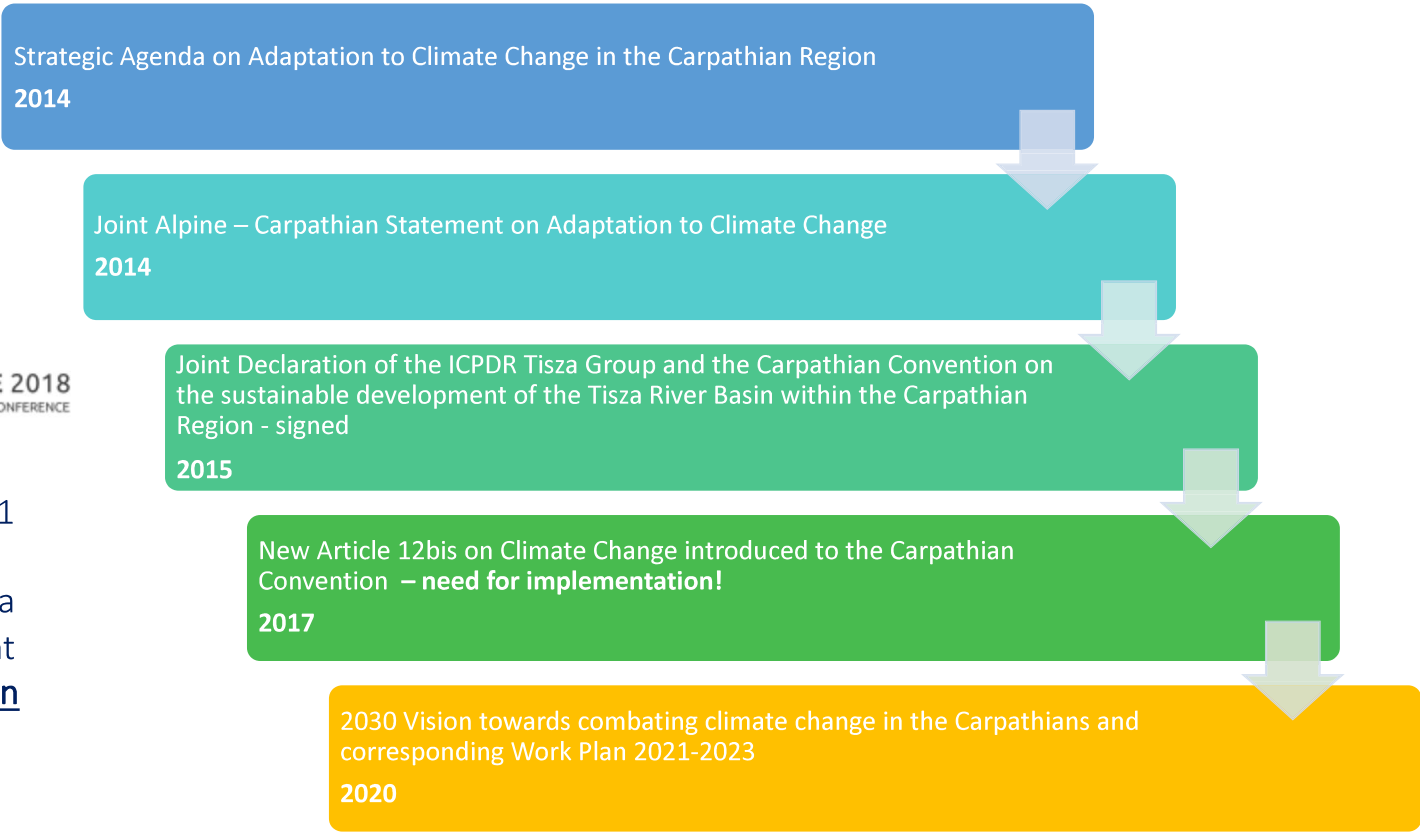 Strategic Agenda on Adaptation to Climate Change in the Carpathian Region
2014
Joint Alpine – Carpathian Statement on Adaptation to Climate Change
2014
Joint Declaration of the ICPDR Tisza Group and the Carpathian Convention on
the sustainable development of the Tisza River Basin within the Carpathian
Region - signed
2015
New Article 12bis on Climate Change introduced to the Carpathian
Convention – need for implementation!
2017
2030 Vision towards combating climate change in the Carpathians and
corresponding Work Plan 2021-2023
2020
2018
ONFERENCE
1
a
n